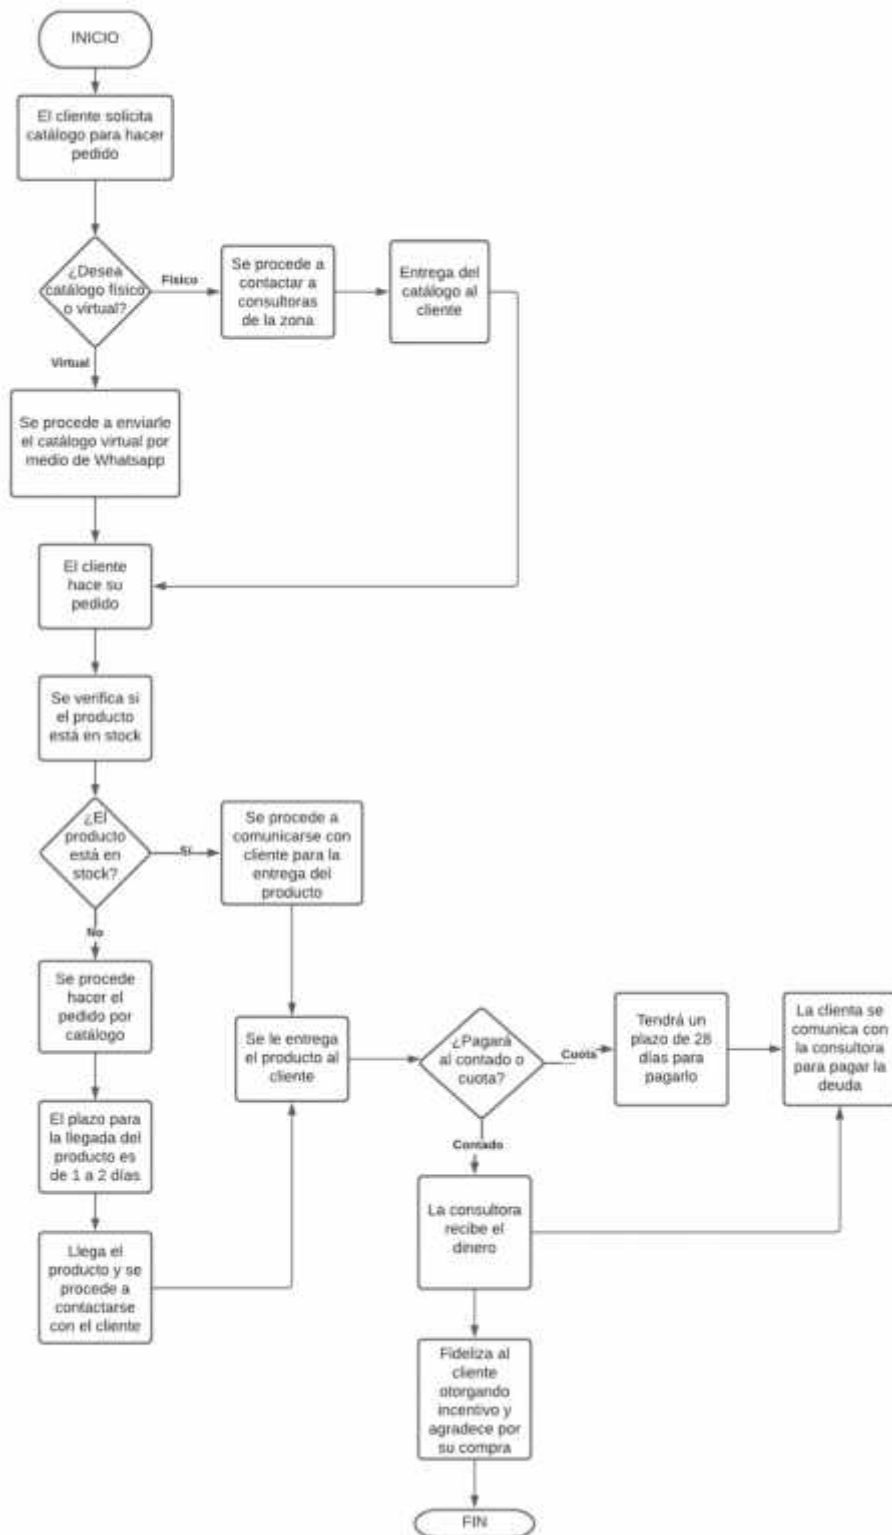 INICIO
El cliente solicita
catálogo para hacer
pedido
¿Desea
catálogo físico
o virtual?
Físico
Se procede a
contactar a
consultoras
de la zona
Entrega del
catálogo al
cliente
Virtual
Se procede a enviarle
el catálogo virtual por
medio de Whatsapp
El cliente
hace su
pedido
Se verifica si
el producto
está en stock
¿El
producto
está en
stock?
Sí
Se procede a
comunicarse con
cliente para la
entrega del
producto
No
Se procede
hacer el
pedido por
catálogo
El plazo para
la llegada del
producto es
de 1 a 2 días
Llega el
producto y se
procede a
contactarse
con el cliente
Se le entrega
el producto al
cliente
¿Pagará
al contado o
cuota?
Cuota
Tendrá un
plazo de 28
días para
pagarlo
La clienta se
comunica con
la consultora
para pagar la
deuda
Contado
La consultora
recibe el
dinero
Fideliza al
cliente
otorgando
incentivo y
agradece por
su compra
FIN